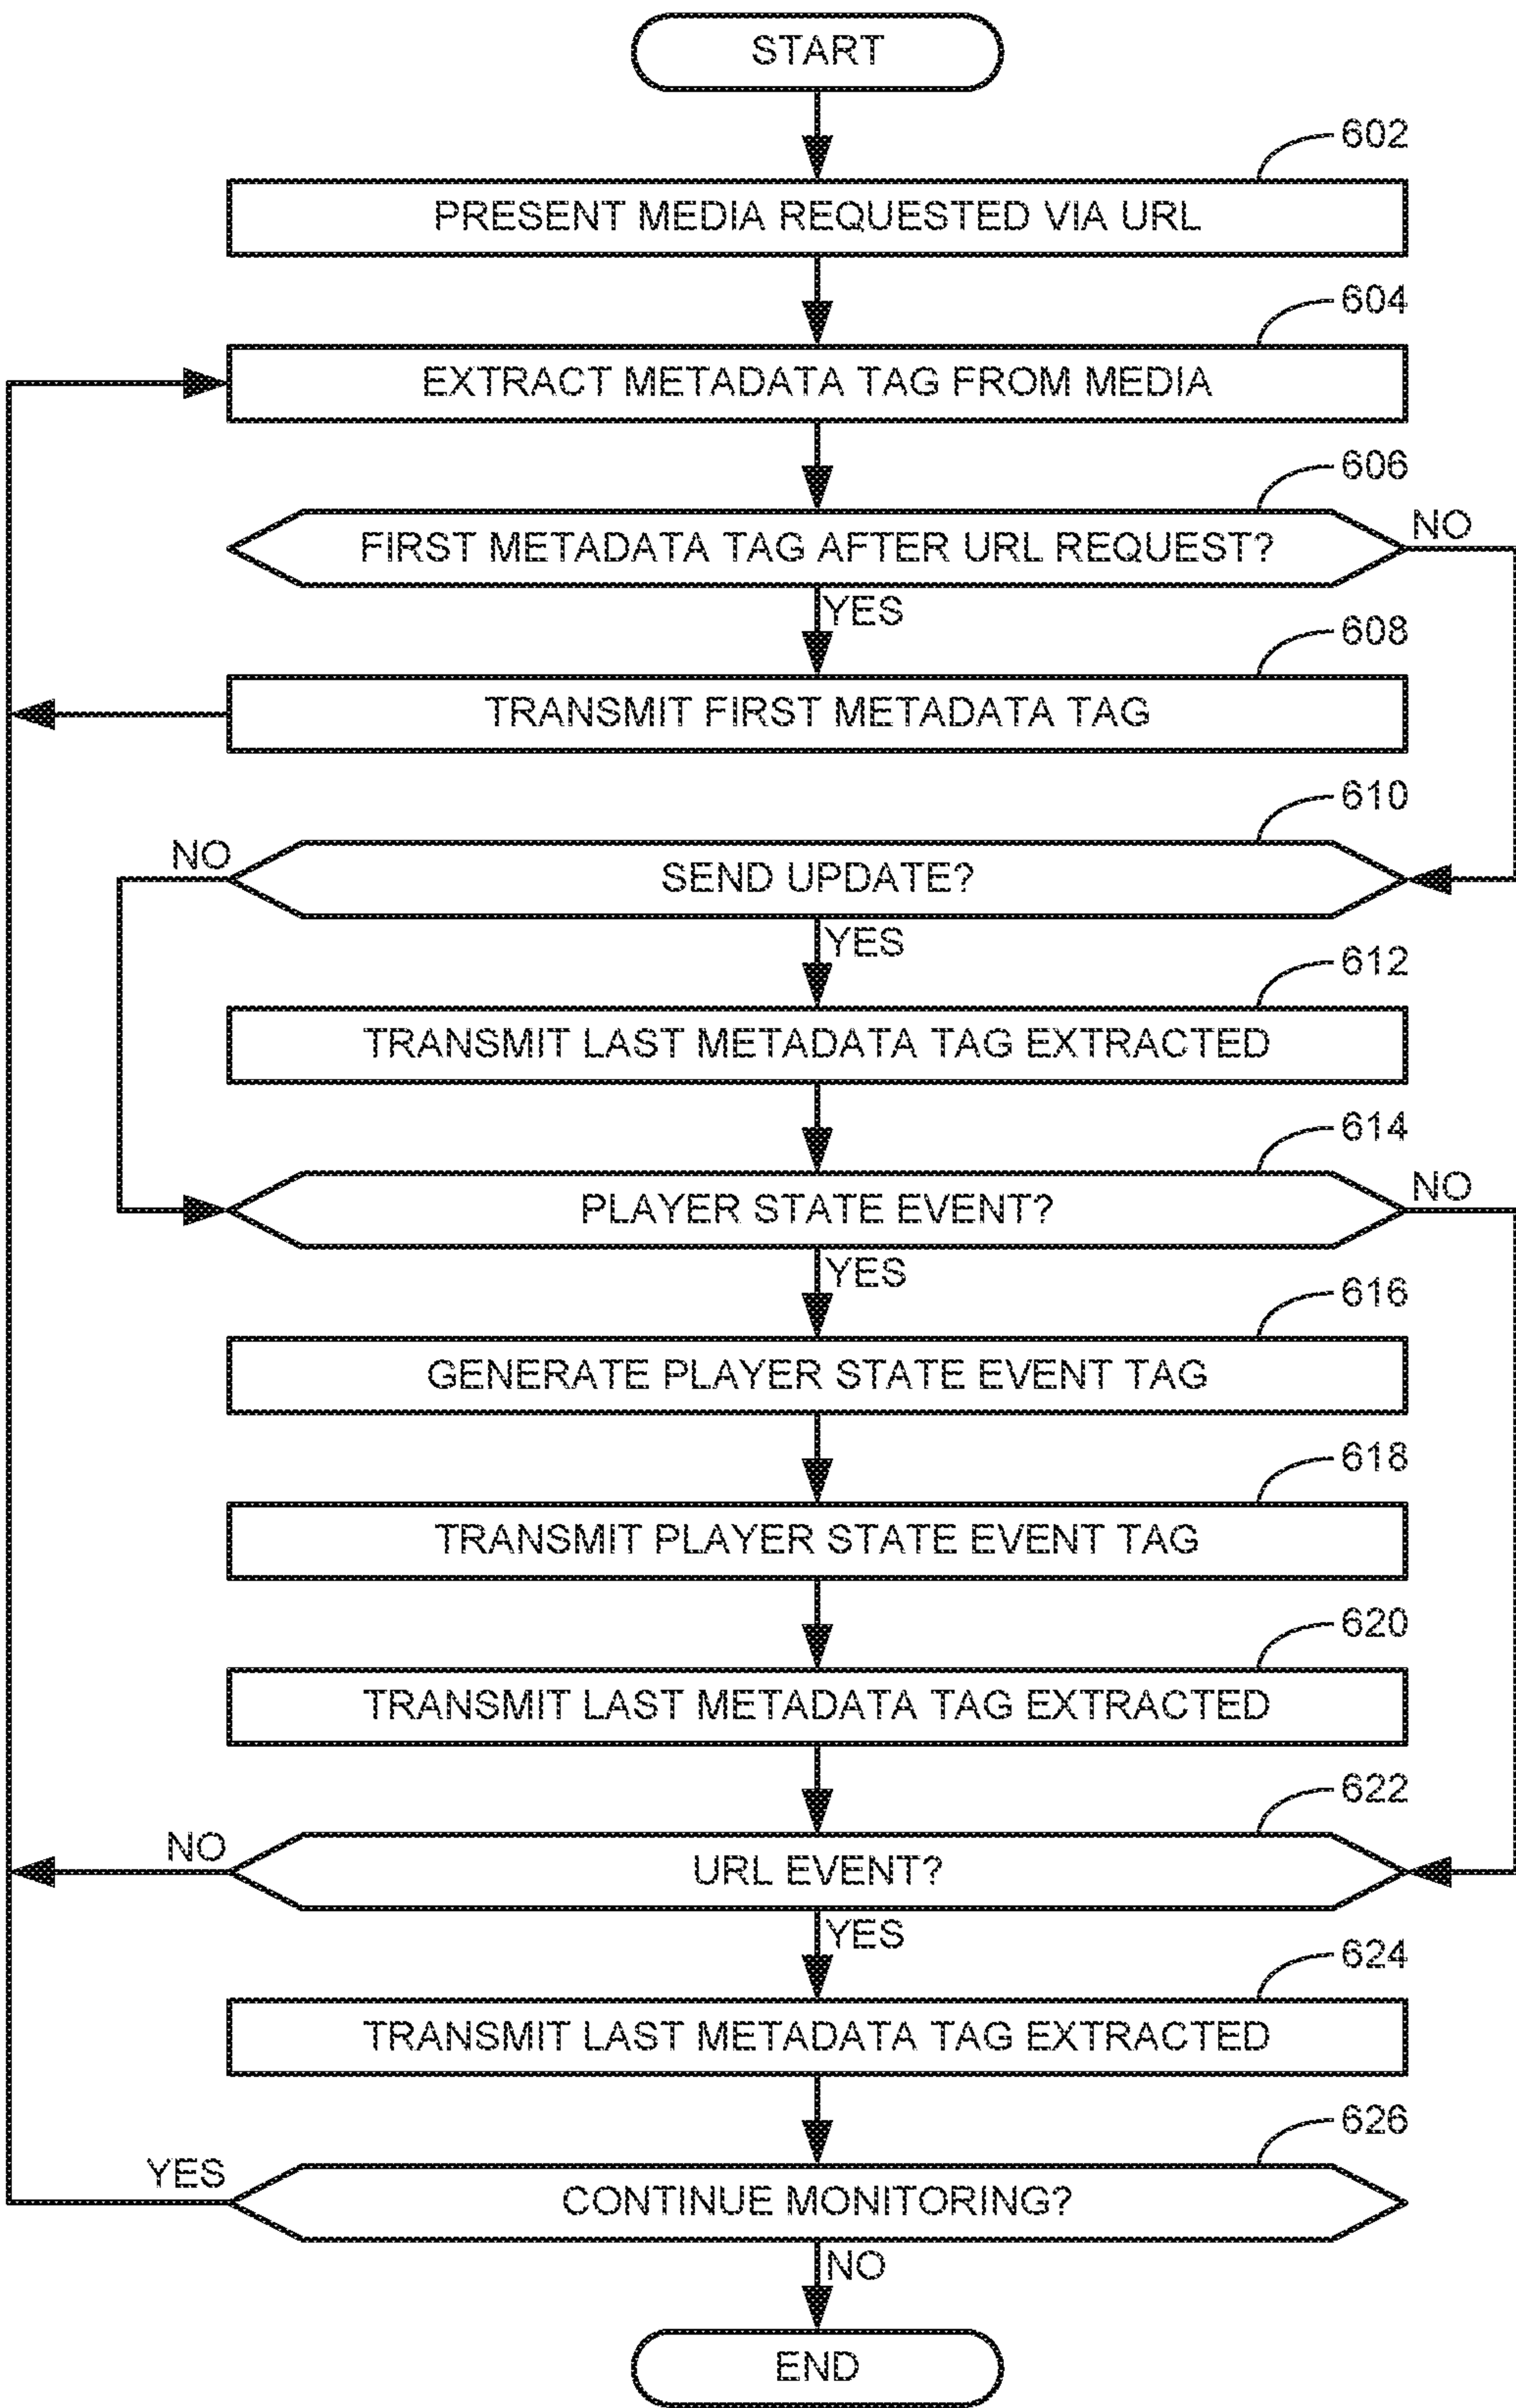 START
602
PRESENT MEDIA REQUESTED VIA URL
604
EXTRACT METADATA TAG FROM MEDIA
606
FIRST METADATA TAG AFTER URL REQUEST?
NO
YES
608
TRANSMIT FIRST METADATA TAG
610
NO
SEND UPDATE?
YES
612
TRANSMIT LAST METADATA TAG EXTRACTED
614
PLAYER STATE EVENT?
NO
YES
616
GENERATE PLAYER STATE EVENT TAG
618
TRANSMIT PLAYER STATE EVENT TAG
620
TRANSMIT LAST METADATA TAG EXTRACTED
622
NO
URL EVENT?
YES
624
TRANSMIT LAST METADATA TAG EXTRACTED
626
YES
CONTINUE MONITORING?
NO
END